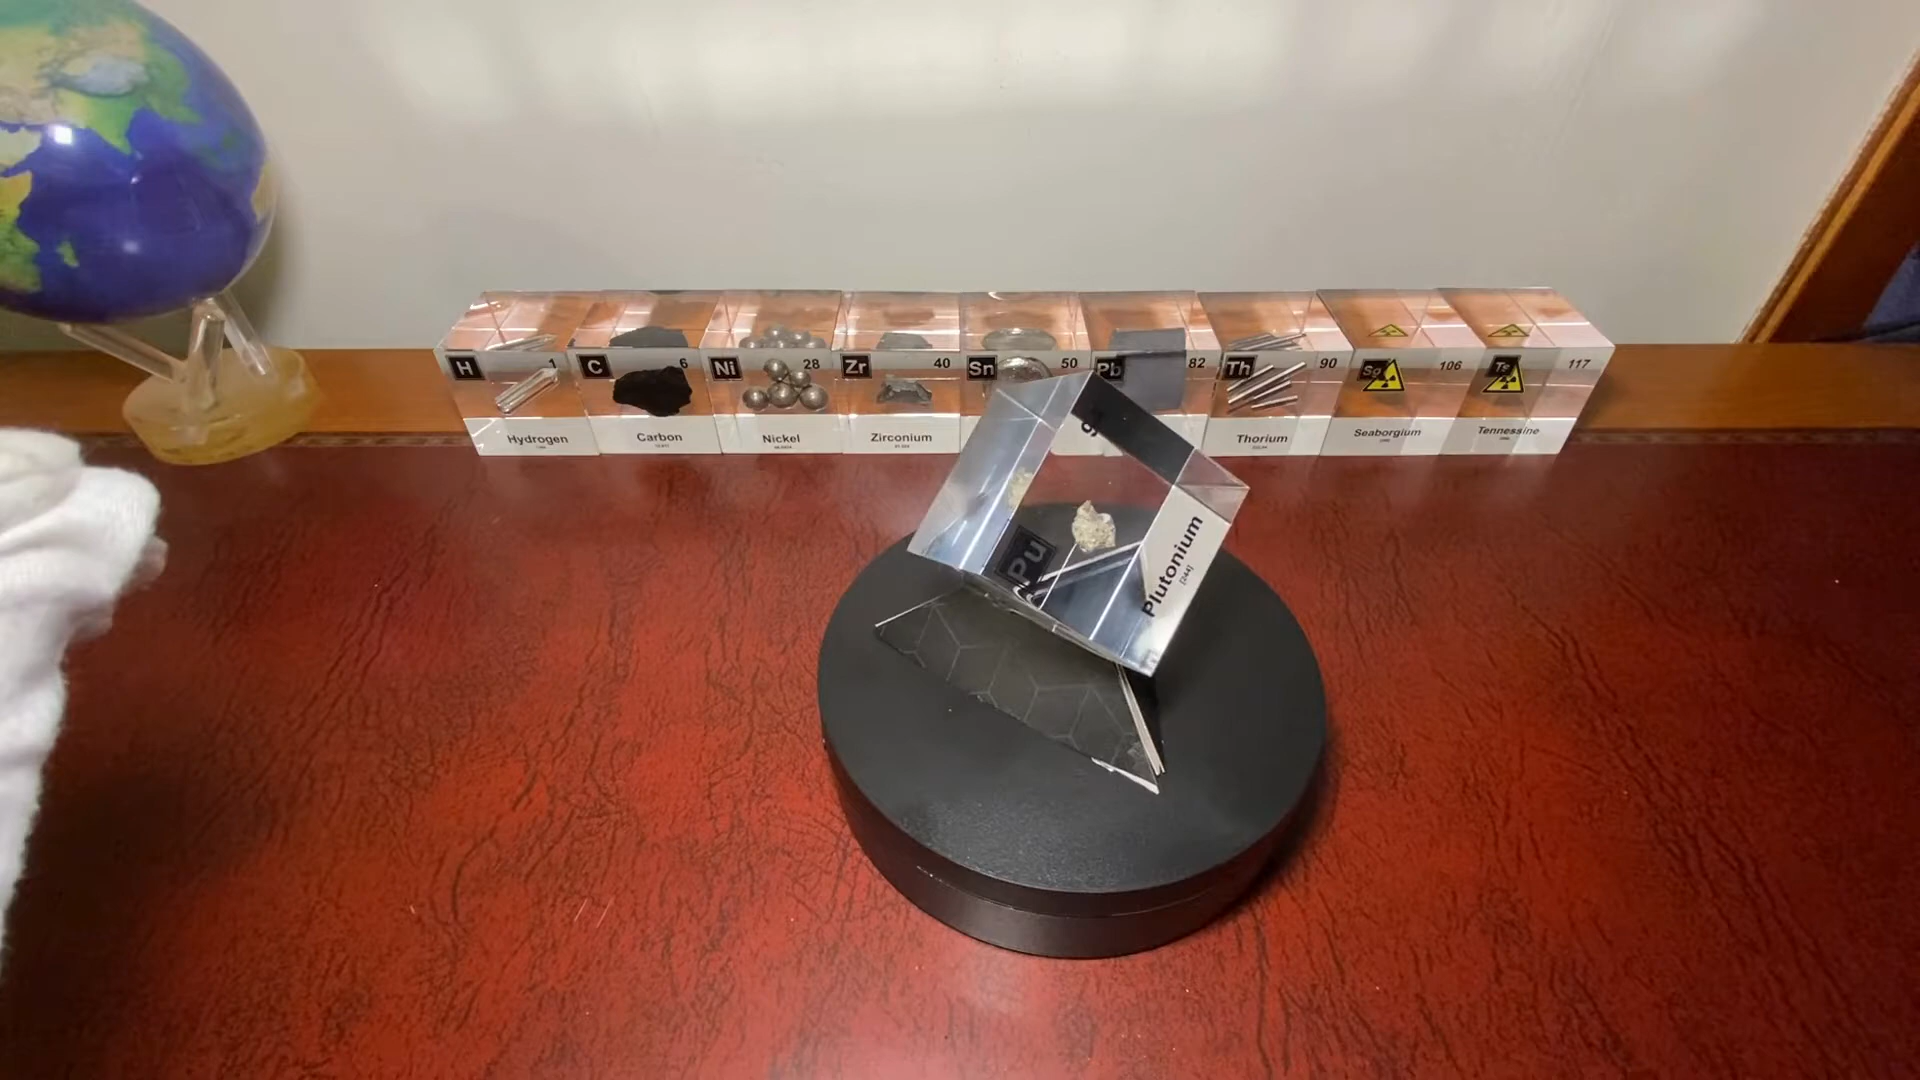 H 1
Hydrogen
C 6
Carbon
Ni 28
Nickel
Zr 40
Zirconium
Sn 50
Pb 82
Th 90
Thorium
Sg 106
Seaborgium
Ts 117
Tennessine
Pu
Plutonium
[244]